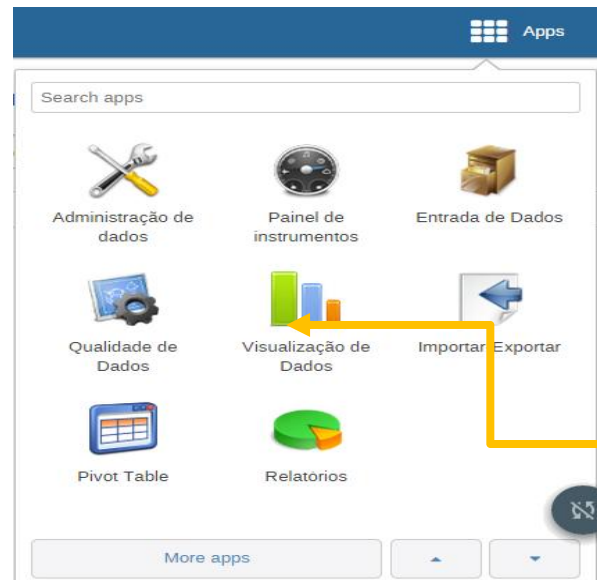 Apps
Search apps
Administração de
dados
Painel de
instrumentos
Entrada de Dados
Qualidade de
Dados
Visualização de
Dados
Importar Exportar
Pivot Table
Relatórios
More apps